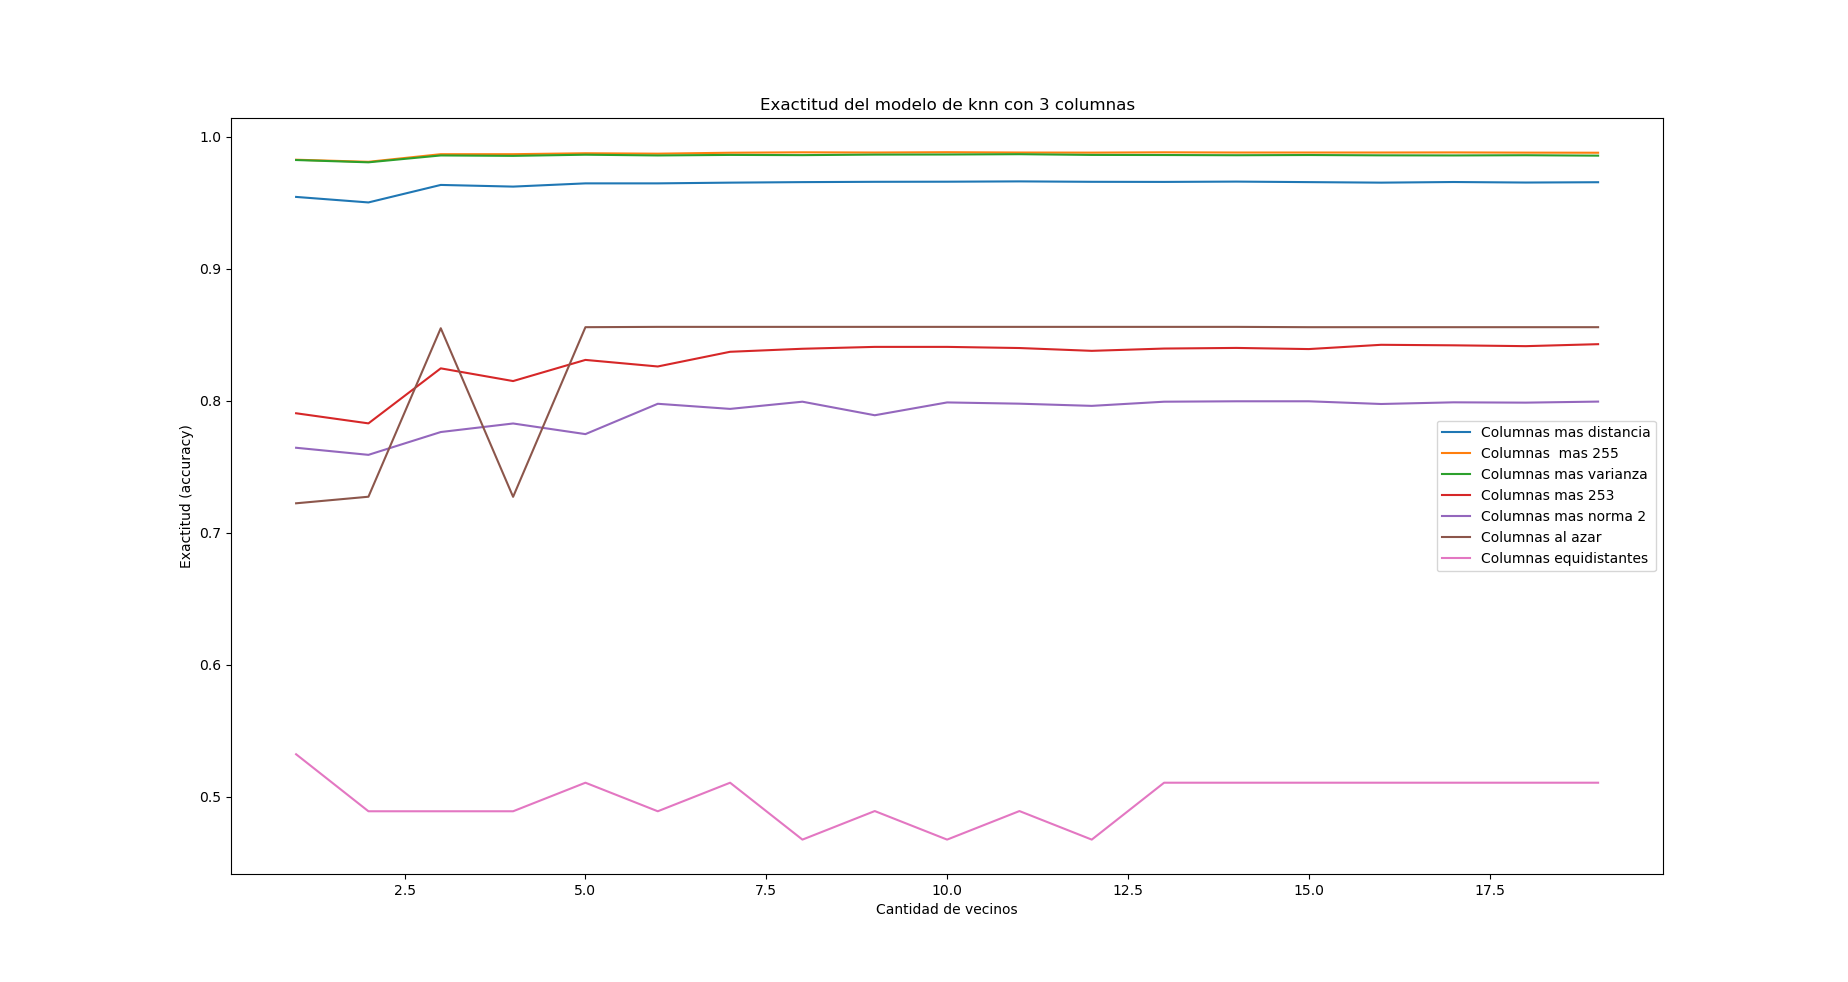 Exactitud del modelo de knn con 3 columnas
1.0
0.9
0.8
0.7
0.6
0.5
Exactitud (accuracy)
Columnas mas distancia
Columnas  mas 255
Columnas mas varianza
Columnas mas 253
Columnas mas norma 2
Columnas al azar
Columnas equidistantes
2.5 5.0 7.5 10.0 12.5 15.0 17.5
Cantidad de vecinos